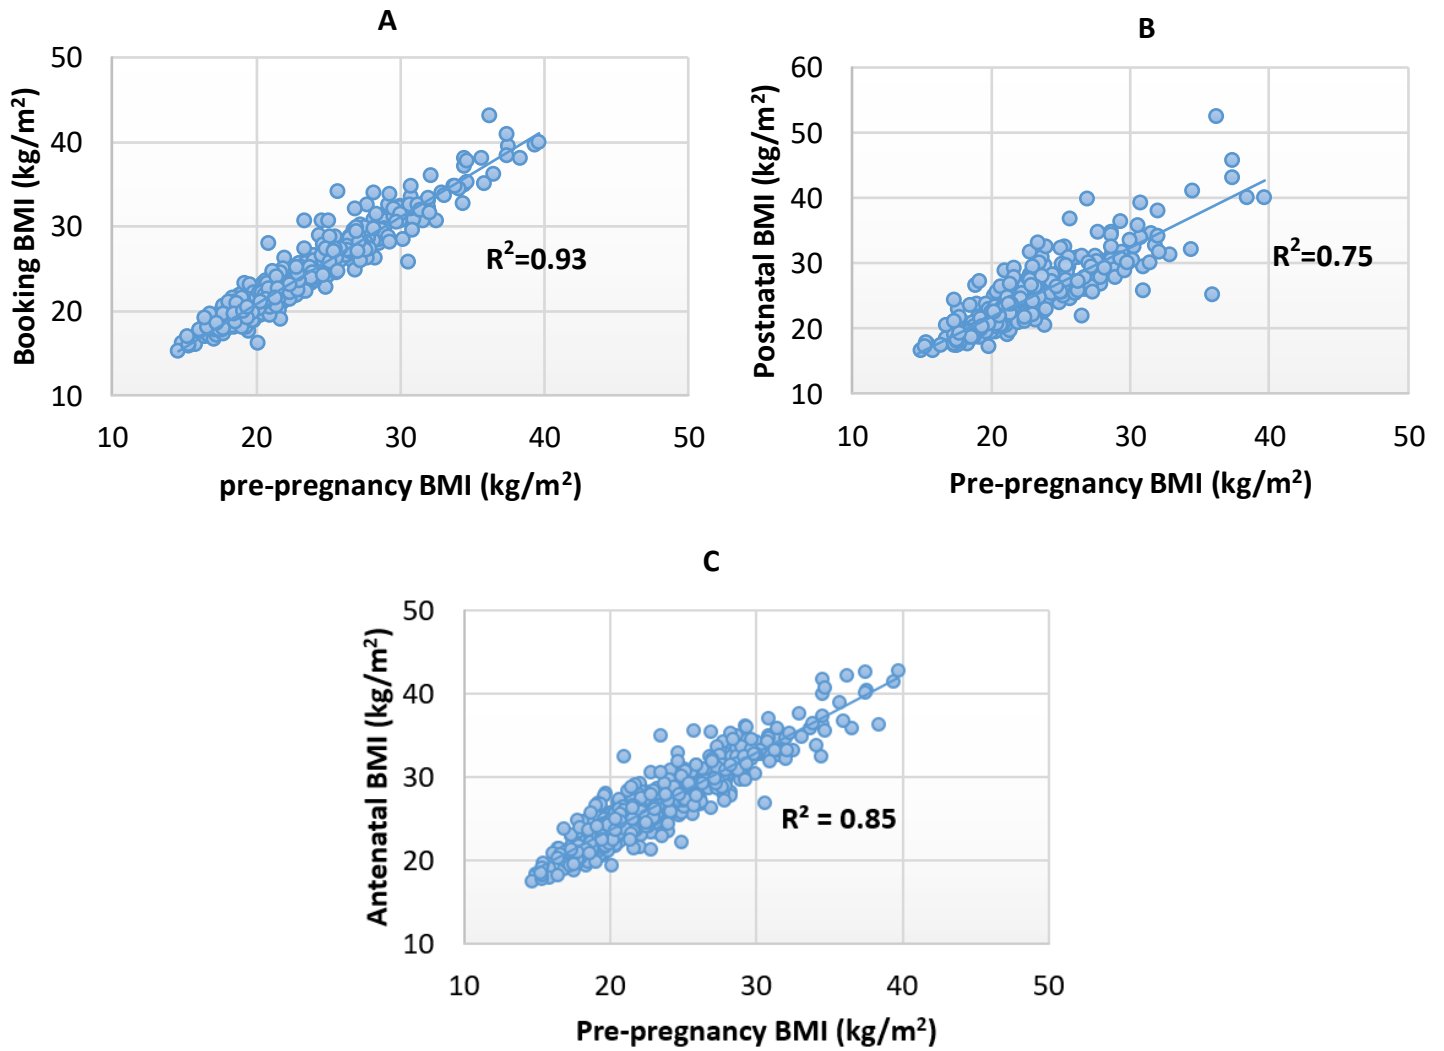 A
50
40
30
20
10
Booking BMI (kg/m²)
R²=0.93
10 20 30 40 50
pre-pregnancy BMI (kg/m²)
B
60
50
40
30
20
10
Postnatal BMI (kg/m²)
R²=0.75
10 20 30 40 50
Pre-pregnancy BMI (kg/m²)
C
50
40
30
20
10
Antenatal BMI (kg/m²)
R² = 0.85
10 20 30 40 50
Pre-pregnancy BMI (kg/m²)